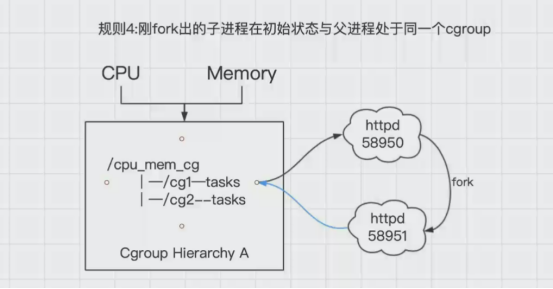 规则4:刚fork出的子进程在初始状态与父进程处于同一个cgroup
CPU
Memory
/cpu_mem_cg
|—/cg1—tasks
|—/cg2--tasks
Cgroup Hierarchy A
httpd
58950
fork
httpd
58951